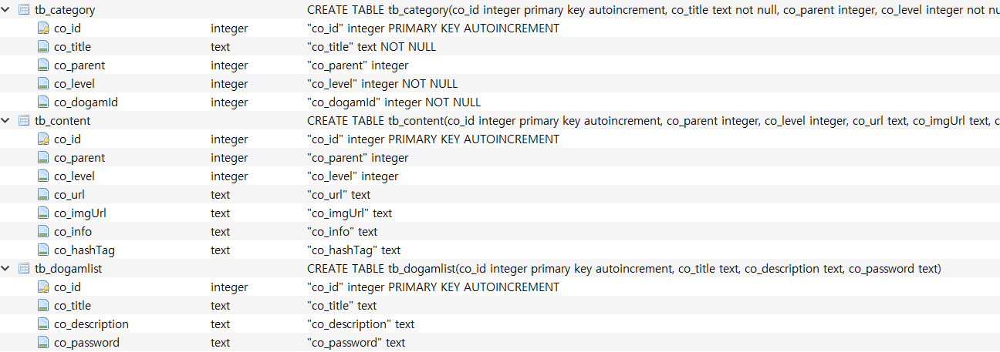 tb_category CREATE TABLE tb_category(co_id integer primary key autoincrement, co_title text not null, co_parent integer, co_level integer not nu
co_id integer "co_id" integer PRIMARY KEY AUTOINCREMENT
co_title text "co_title" text NOT NULL
co_parent integer "co_parent" integer
co_level integer "co_level" integer NOT NULL
co_dogamId integer "co_dogamId" integer NOT NULL
tb_content CREATE TABLE tb_content(co_id integer primary key autoincrement, co_parent integer, co_level integer, co_url text, co_imgUrl text, c
co_id integer "co_id" integer PRIMARY KEY AUTOINCREMENT
co_parent integer "co_parent" integer
co_level integer "co_level" integer
co_url text "co_url" text
co_imgUrl text "co_imgUrl" text
co_info text "co_info" text
co_hashTag text "co_hashTag" text
tb_dogamlist CREATE TABLE tb_dogamlist(co_id integer primary key autoincrement, co_title text, co_description text, co_password text)
co_id integer "co_id" integer PRIMARY KEY AUTOINCREMENT
co_title text "co_title" text
co_description text "co_description" text
co_password text "co_password" text